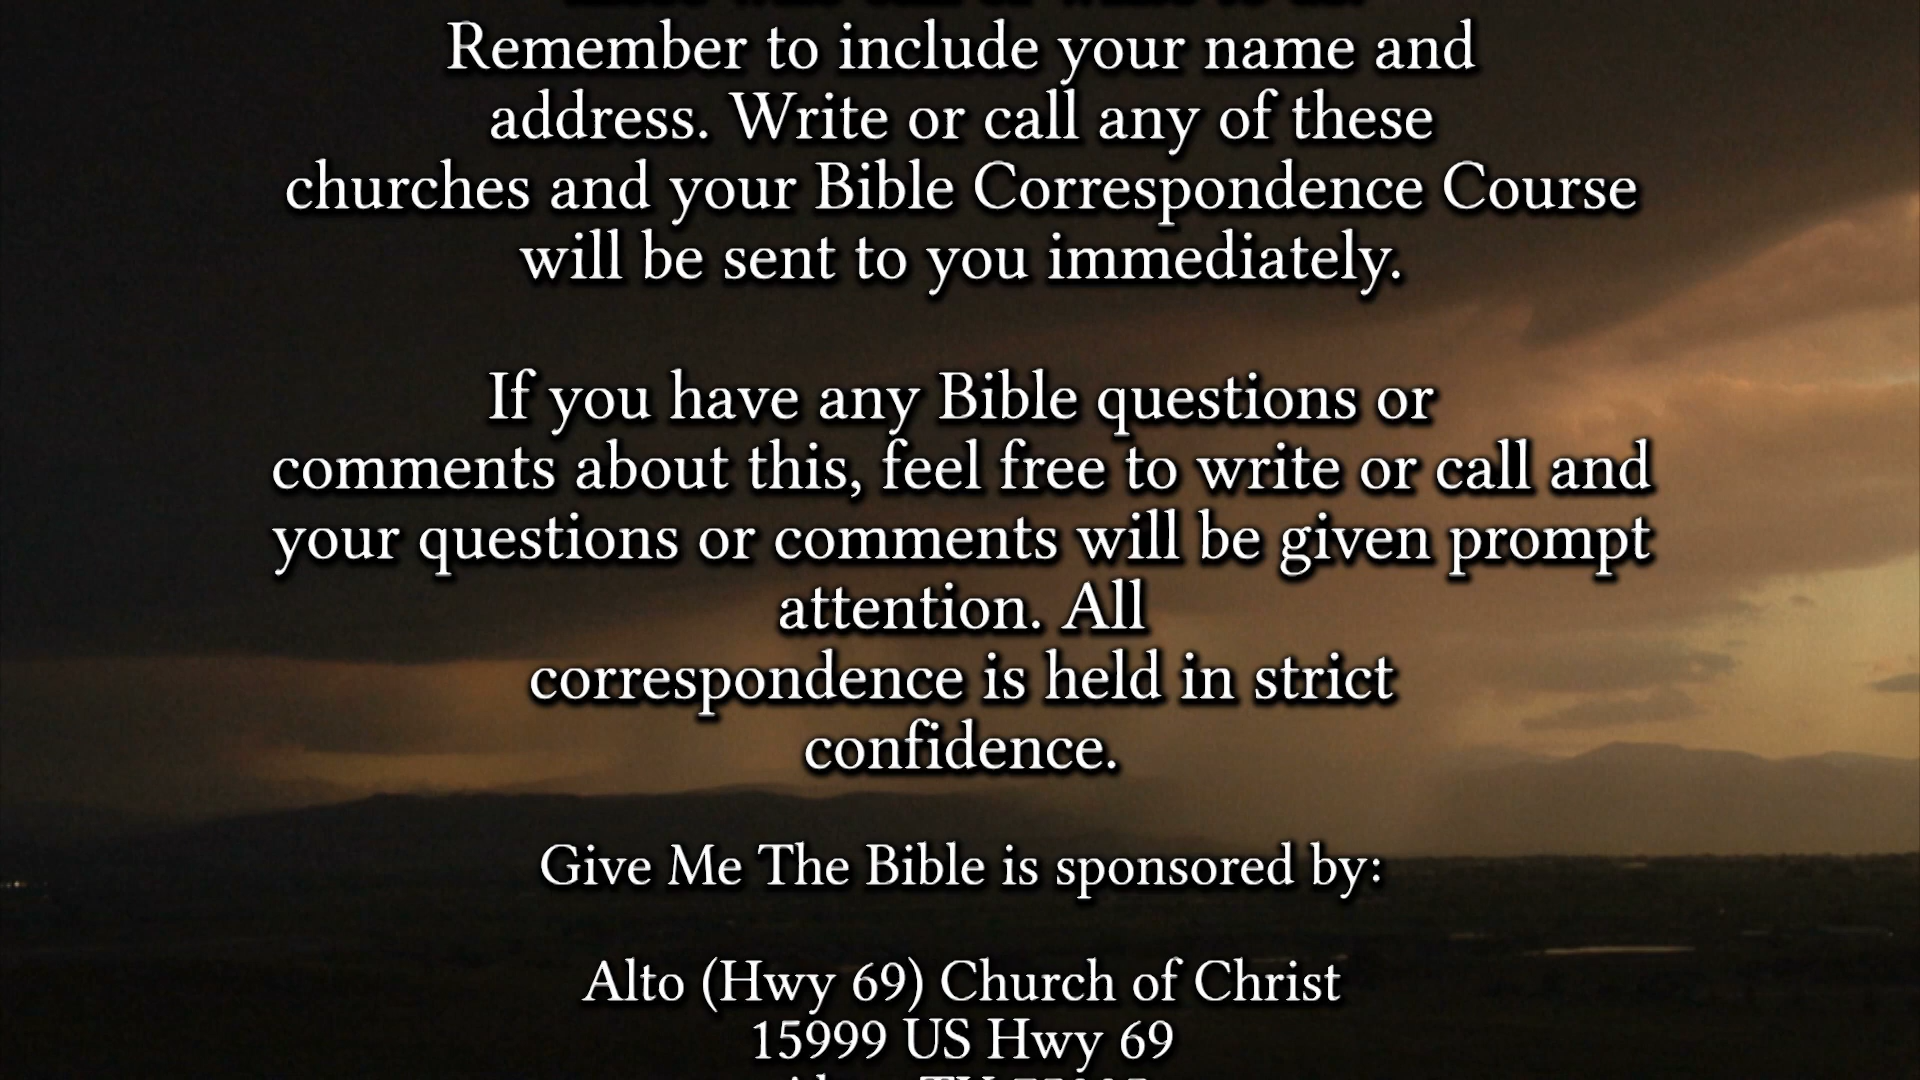 Remember to include your name and
address. Write or call any of these
churches and your Bible Correspondence Course
will be sent to you immediately.
If you have any Bible questions or
comments about this, feel free to write or call and
your questions or comments will be given prompt
attention. All
correspondence is held in strict
confidence.
Give Me The Bible is sponsored by:
Alto (Hwy 69) Church of Christ
15999 US Hwy 69